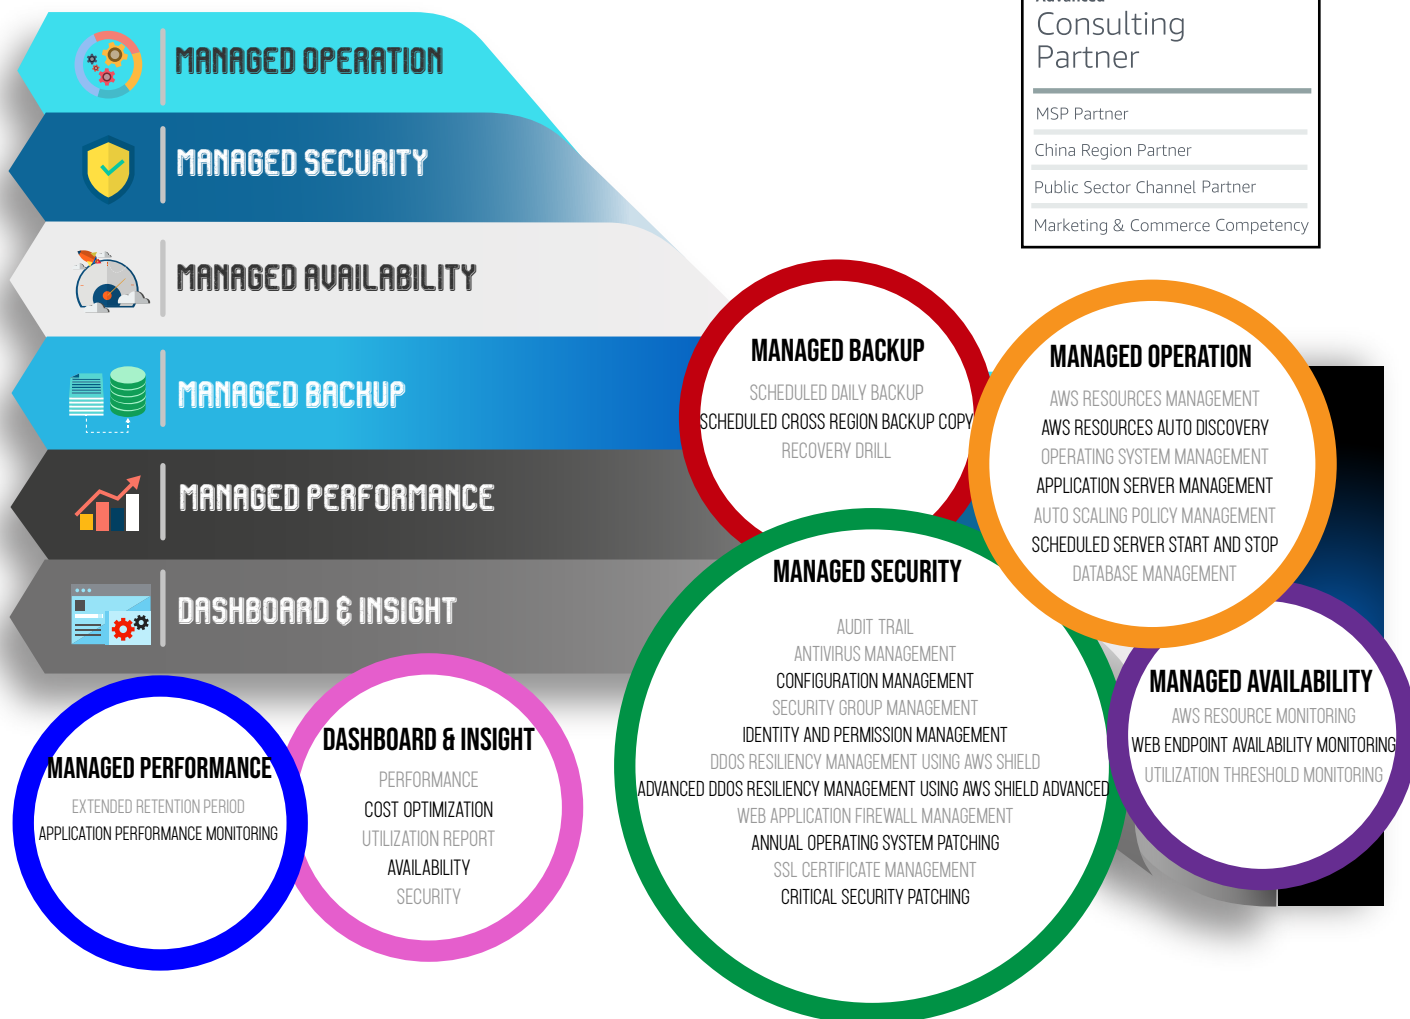 Advanced
Consulting
Partner
MSP Partner
China Region Partner
Public Sector Channel Partner
Marketing & Commerce Competency
MANAGED OPERATION
MANAGED SECURITY
MANAGED AVAILABILITY
MANAGED BACKUP
MANAGED PERFORMANCE
DASHBOARD & INSIGHT
MANAGED BACKUP
SCHEDULED DAILY BACKUP
SCHEDULED CROSS REGION BACKUP COPY
RECOVERY DRILL
MANAGED OPERATION
AWS RESOURCES MANAGEMENT
AWS RESOURCES AUTO DISCOVERY
OPERATING SYSTEM MANAGEMENT
APPLICATION SERVER MANAGEMENT
AUTO SCALING POLICY MANAGEMENT
SCHEDULED SERVER START AND STOP
DATABASE MANAGEMENT
MANAGED SECURITY
AUDIT TRAIL
ANTIVIRUS MANAGEMENT
CONFIGURATION MANAGEMENT
SECURITY GROUP MANAGEMENT
IDENTITY AND PERMISSION MANAGEMENT
DDOS RESILIENCY MANAGEMENT USING AWS SHIELD
ADVANCED DDOS RESILIENCY MANAGEMENT USING AWS SHIELD ADVANCED
WEB APPLICATION FIREWALL MANAGEMENT
ANNUAL OPERATING SYSTEM PATCHING
SSL CERTIFICATE MANAGEMENT
CRITICAL SECURITY PATCHING
MANAGED AVAILABILITY
AWS RESOURCE MONITORING
WEB ENDPOINT AVAILABILITY MONITORING
UTILIZATION THRESHOLD MONITORING
MANAGED PERFORMANCE
EXTENDED RETENTION PERIOD
APPLICATION PERFORMANCE MONITORING
DASHBOARD & INSIGHT
PERFORMANCE
COST OPTIMIZATION
UTILIZATION REPORT
AVAILABILITY
SECURITY